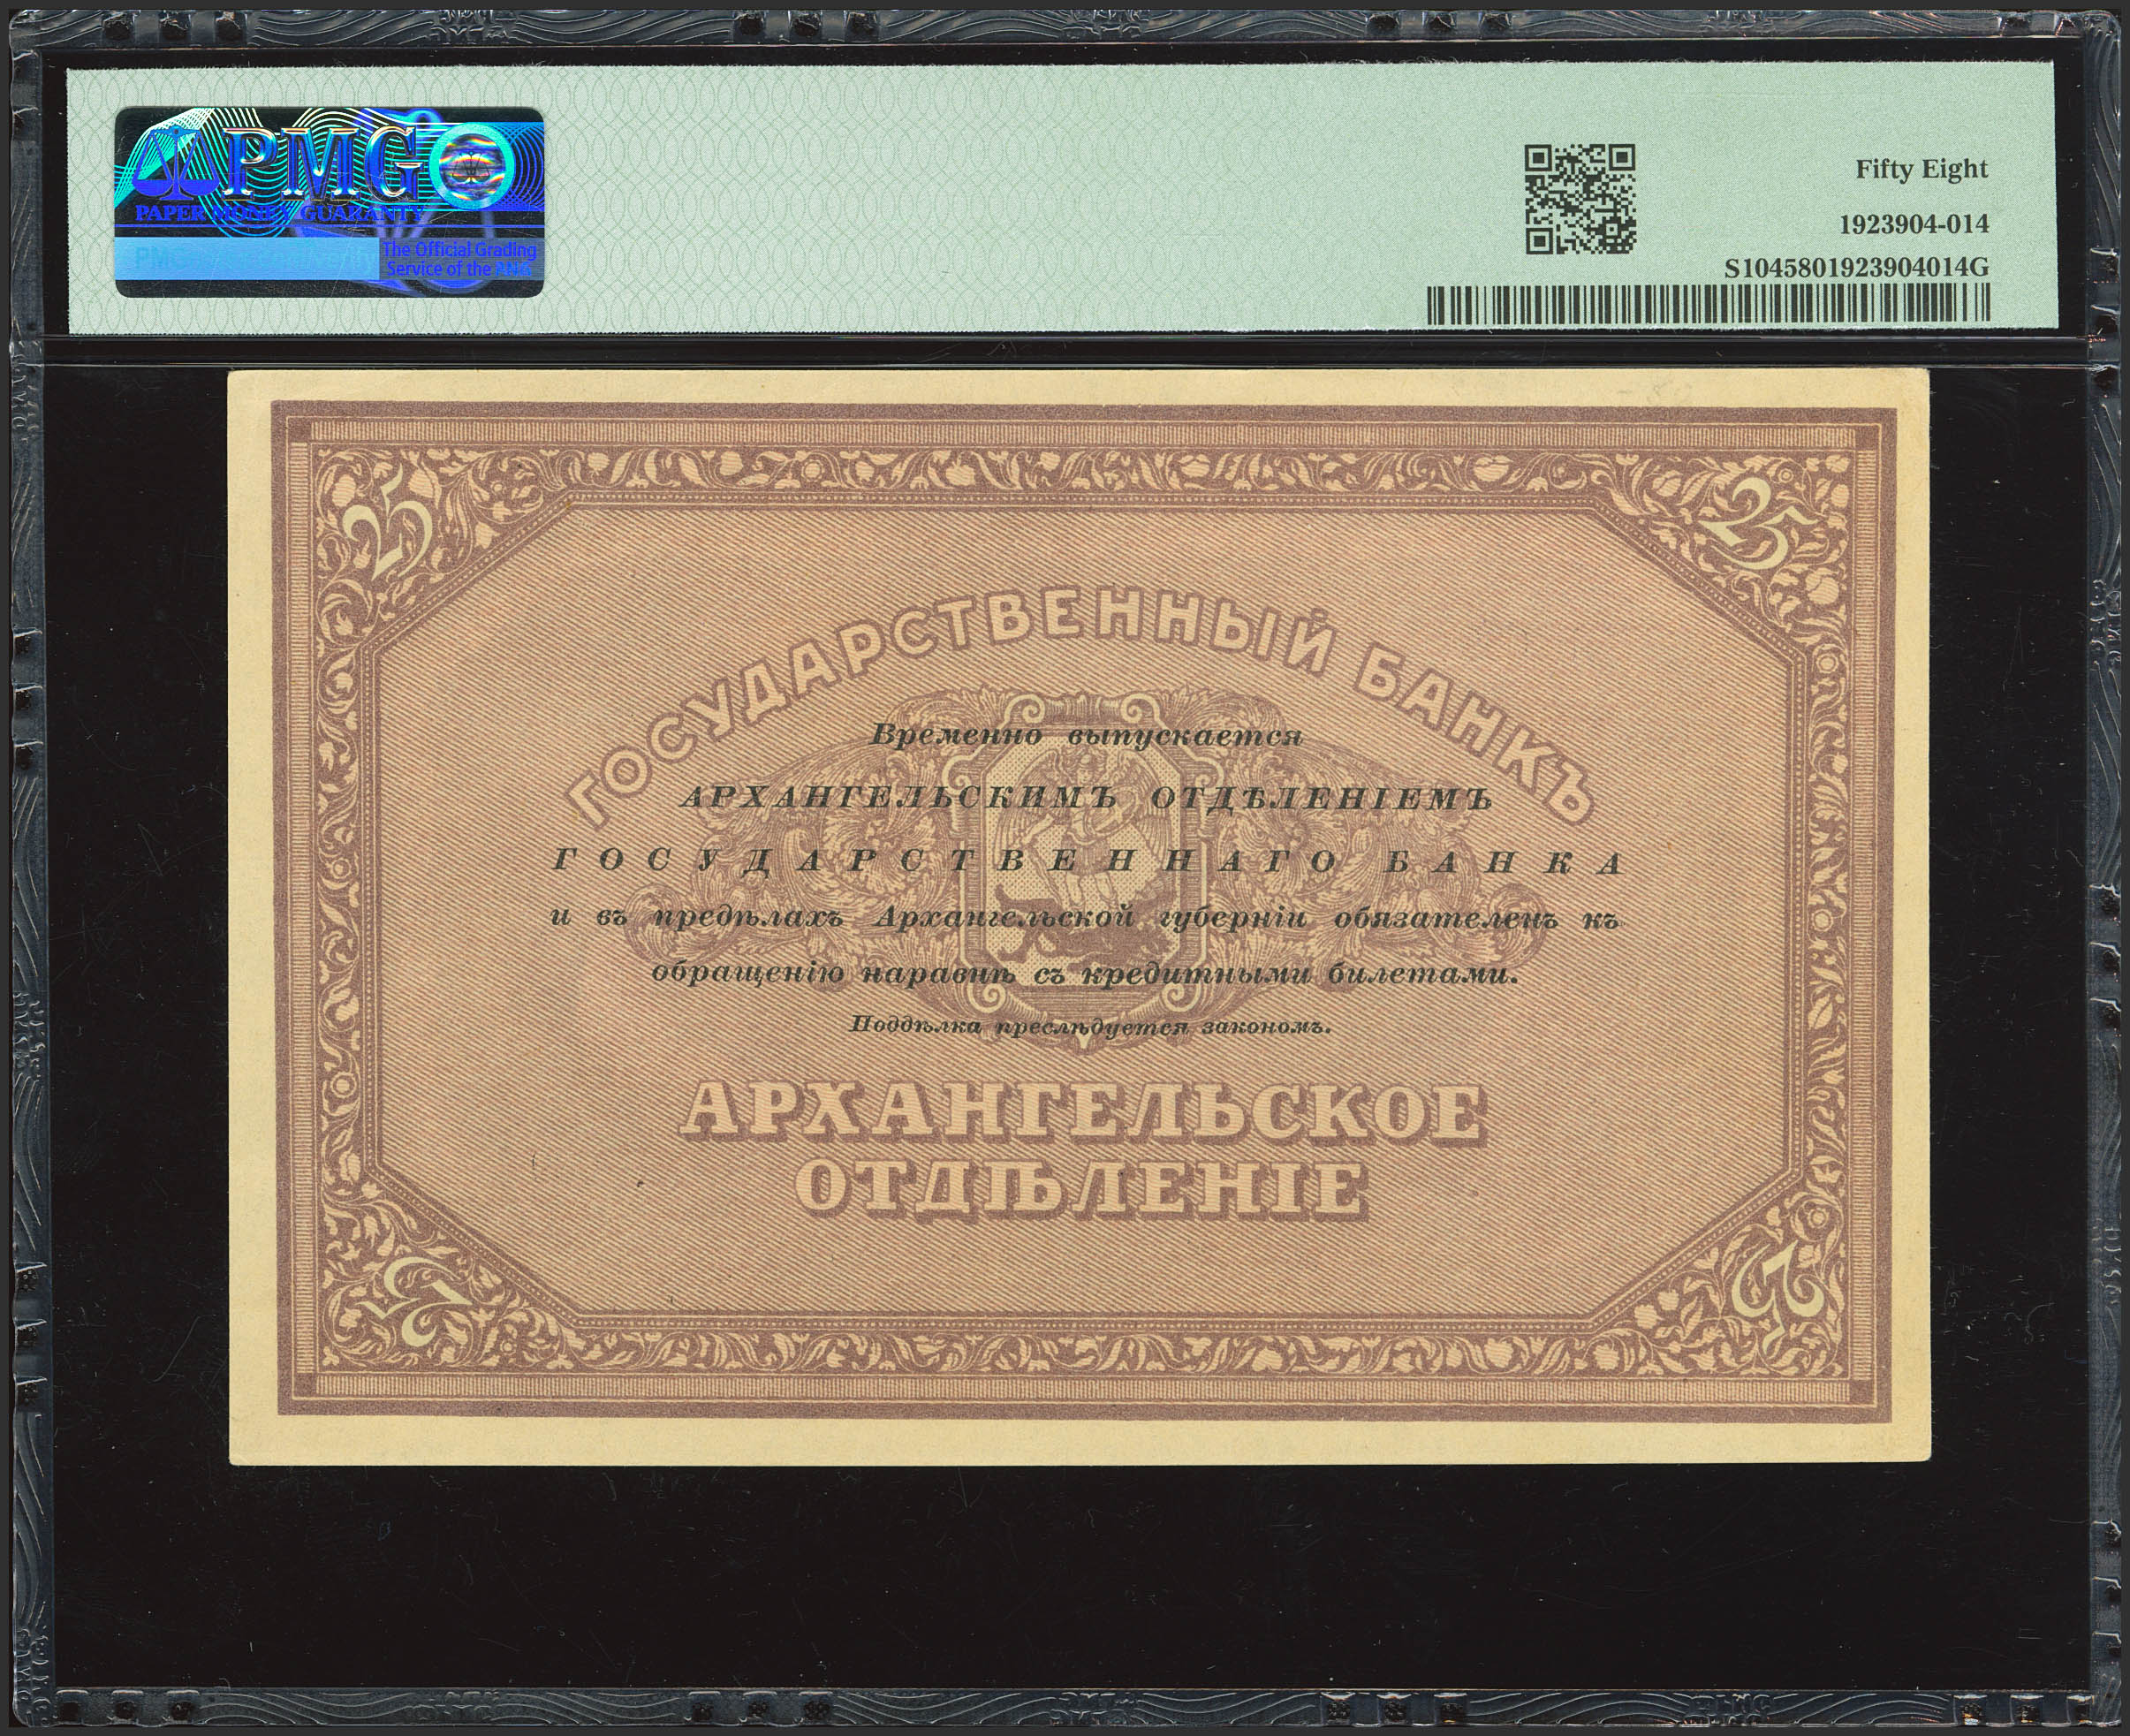 PMG
PAPER MONEY GUARANTY
The Official Grading
Service of the ANA
Fifty Eight
1923904-014
S1045801923904014G
25
25
ГОСУДАРСТВЕННЫЙ БАНКЪ
Временно выпускается
АРХАНГЕЛЬСКИМЪ ОТДѢЛЕНІЕМЪ
ГОСУДАРСТВЕННАГО БАНКА
и въ предѣлахъ Архангельской губерніи обязателенъ къ
обращенію наравнѣ съ кредитными билетами.
Поддѣлка преслѣдуется закономъ.
АРХАНГЕЛЬСКОЕ
ОТДѢЛЕНІЕ
25
25